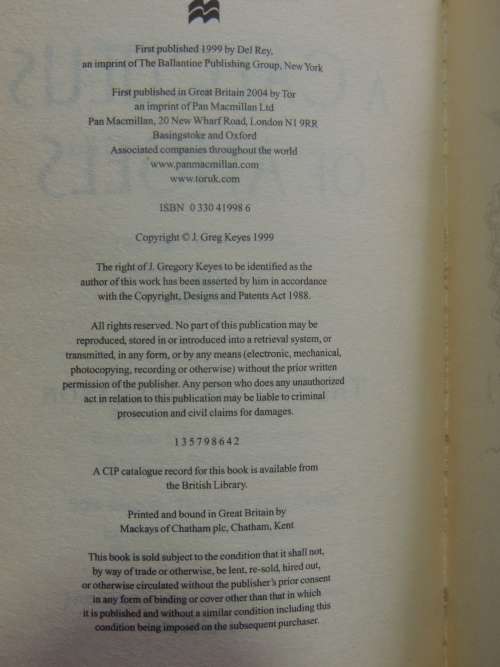 First published 1999 by Del Rey,
an imprint of The Ballantine Publishing Group, New York
First published in Great Britain 2004 by Tor
an imprint of Pan Macmillan Ltd
Pan Macmillan, 20 New Wharf Road, London N1 9RR
Basingstoke and Oxford
Associated companies throughout the world
www.panmacmillan.com
www.toruk.com
ISBN 0 330 41998 6
Copyright © J. Greg Keyes 1999
The right of J. Gregory Keyes to be identified as the
author of this work has been asserted by him in accordance
with the Copyright, Designs and Patents Act 1988.
All rights reserved. No part of this publication may be
reproduced, stored in or introduced into a retrieval system, or
transmitted, in any form, or by any means (electronic, mechanical,
photocopying, recording or otherwise) without the prior written
permission of the publisher. Any person who does any unauthorized
act in relation to this publication may be liable to criminal
prosecution and civil claims for damages.
1 3 5 7 9 8 6 4 2
A CIP catalogue record for this book is available from
the British Library.
Printed and bound in Great Britain by
Mackays of Chatham plc, Chatham, Kent
This book is sold subject to the condition that it shall not,
by way of trade or otherwise, be lent, re-sold, hired out,
or otherwise circulated without the publisher's prior consent
in any form of binding or cover other than that in which
it is published and without a similar condition including this
condition being imposed on the subsequent purchaser.